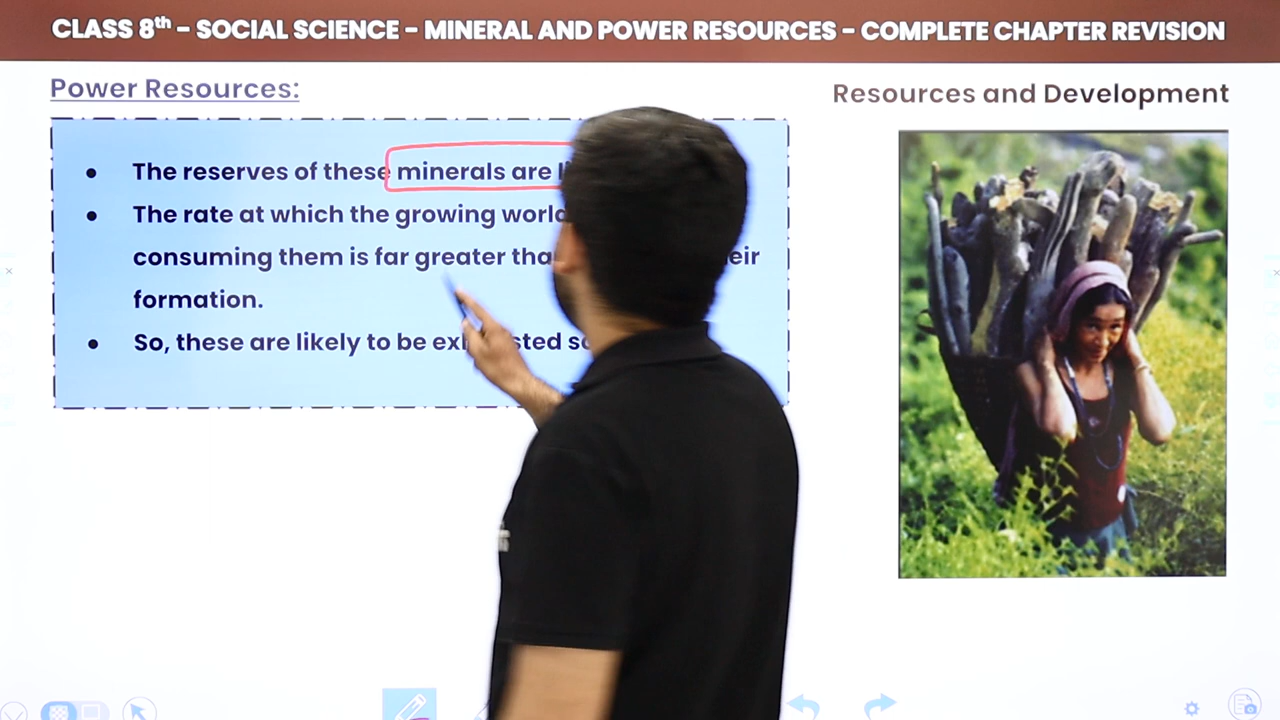 CLASS 8th – SOCIAL SCIENCE – MINERAL AND POWER RESOURCES – COMPLETE CHAPTER REVISION
Power Resources:
Resources and Development
The reserves of these minerals are
The rate at which the growing world
consuming them is far greater
formation.
So, these are likely to be